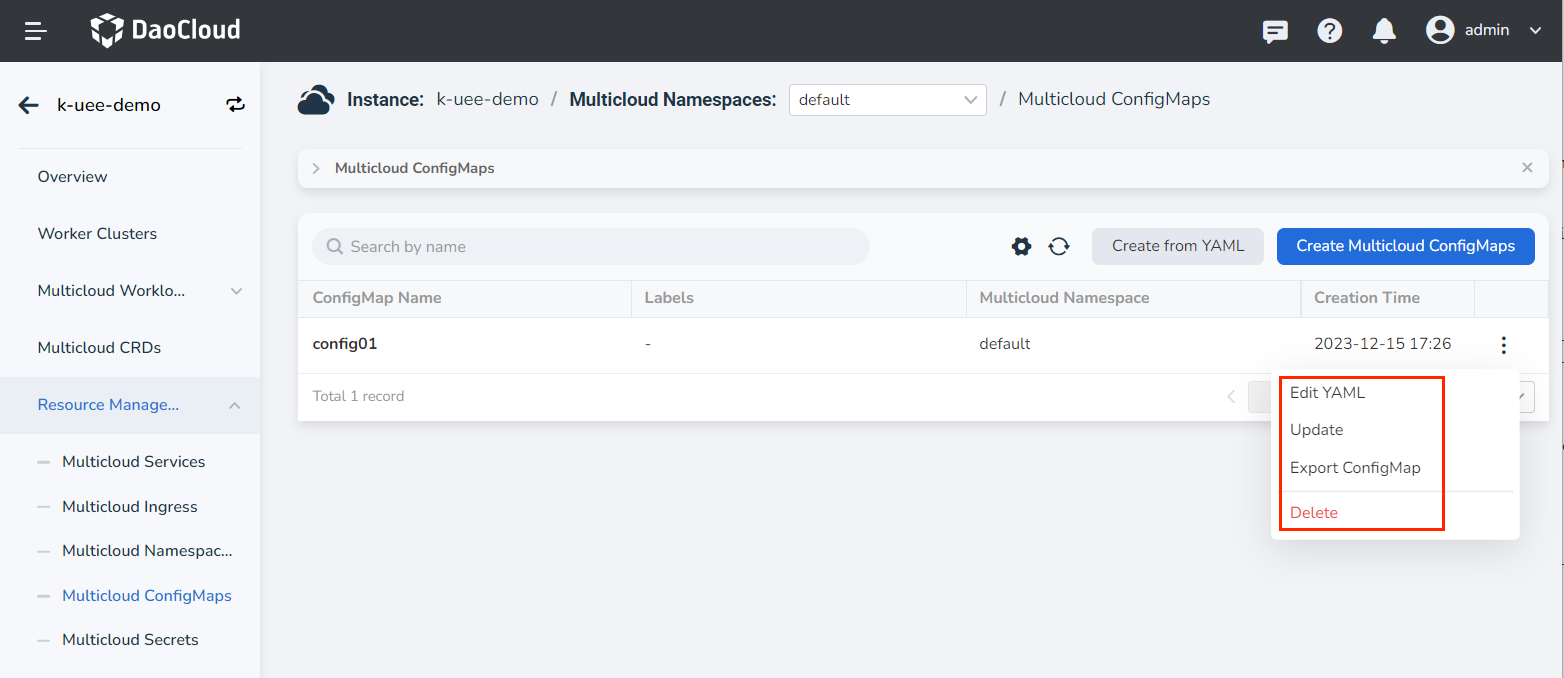 DaoCloud
admin
k-uee-demo
Instance: k-uee-demo / Multicloud Namespaces: default / Multicloud ConfigMaps
Overview
Worker Clusters
Multicloud Worklo...
Multicloud CRDs
Resource Manage...
Multicloud Services
Multicloud Ingress
Multicloud Namespac...
Multicloud ConfigMaps
Multicloud Secrets
Multicloud ConfigMaps
Search by name
Create from YAML
Create Multicloud ConfigMaps
ConfigMap Name Labels Multicloud Namespace Creation Time
config01 - default 2023-12-15 17:26
Total 1 record
Edit YAML
Update
Export ConfigMap
Delete